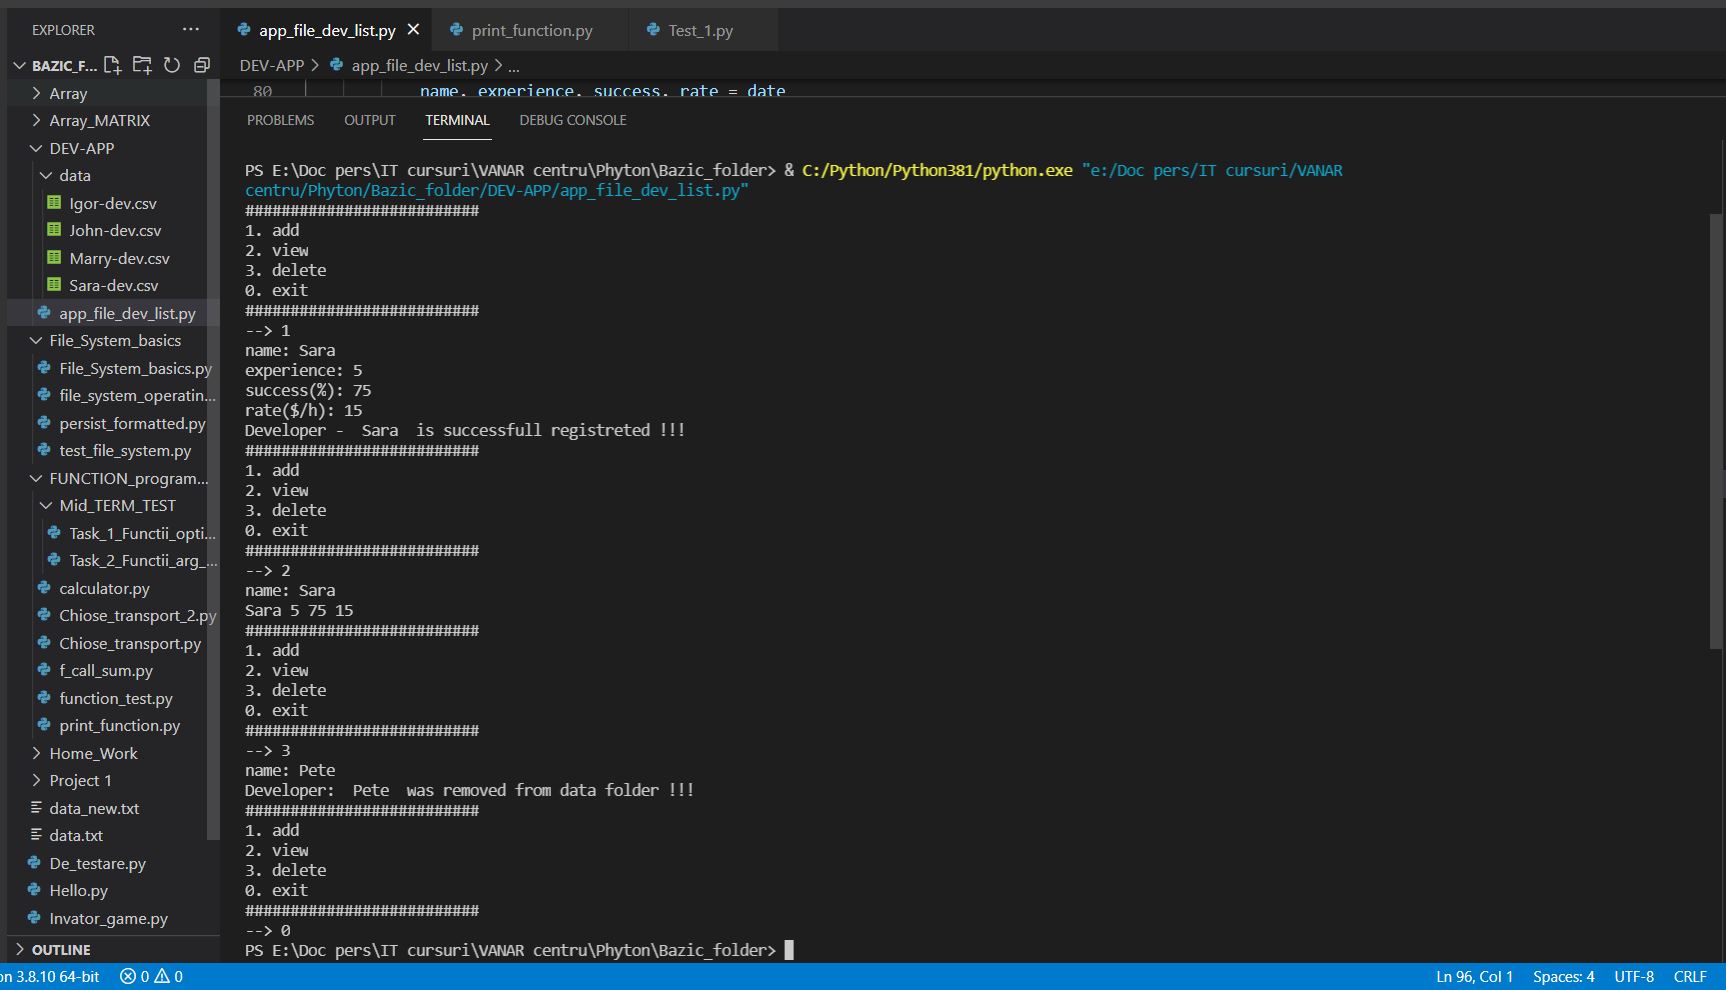 EXPLORER ...
BAZIC_F...
Array
Array_MATRIX
DEV-APP
data
Igor-dev.csv
John-dev.csv
Marry-dev.csv
Sara-dev.csv
app_file_dev_list.py
File_System_basics
File_System_basics.py
file_system_operatin...
persist_formatted.py
test_file_system.py
FUNCTION_program...
Mid_TERM_TEST
Task_1_Functii_opti...
Task_2_Functii_arg_...
calculator.py
Chiose_transport_2.py
Chiose_transport.py
f_call_sum.py
function_test.py
print_function.py
Home_Work
Project 1
data_new.txt
data.txt
De_testare.py
Hello.py
Invator_game.py
OUTLINE
app_file_dev_list.py print_function.py Test_1.py
DEV-APP > app_file_dev_list.py > ...
80 name, experience, success, rate = date
PROBLEMS OUTPUT TERMINAL DEBUG CONSOLE
PS E:\Doc pers\IT cursuri\VANAR centru\Phyton\Bazic_folder> & C:/Python/Python381/python.exe "e:/Doc pers/IT cursuri/VANAR
centru/Phyton/Bazic_folder/DEV-APP/app_file_dev_list.py"
##########################
1. add
2. view
3. delete
0. exit
##########################
--> 1
name: Sara
experience: 5
success(%): 75
rate($/h): 15
Developer -  Sara  is successfull registreted !!!
##########################
1. add
2. view
3. delete
0. exit
##########################
--> 2
name: Sara
Sara 5 75 15
##########################
1. add
2. view
3. delete
0. exit
##########################
--> 3
name: Pete
Developer:  Pete  was removed from data folder !!!
##########################
1. add
2. view
3. delete
0. exit
##########################
--> 0
PS E:\Doc pers\IT cursuri\VANAR centru\Phyton\Bazic_folder>
on 3.8.10 64-bit 0 0 Ln 96, Col 1 Spaces: 4 UTF-8 CRLF